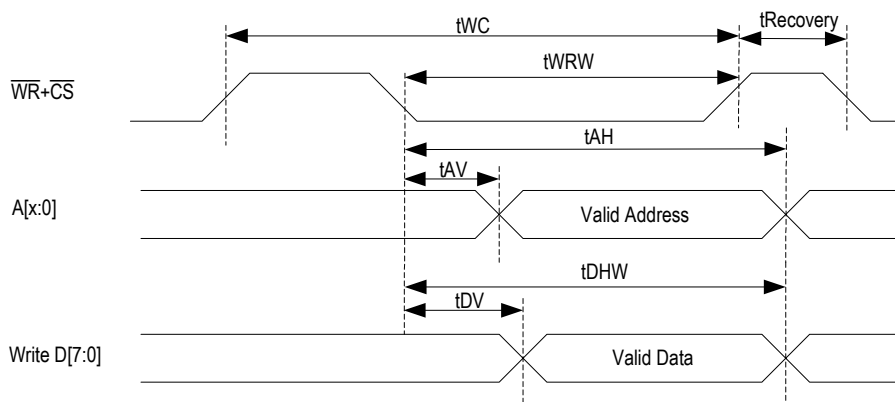 tWC
tRecovery
tWRW
WR+CS
tAH
tAV
A[x:0]
Valid Address
tDHW
tDV
Write D[7:0]
Valid Data